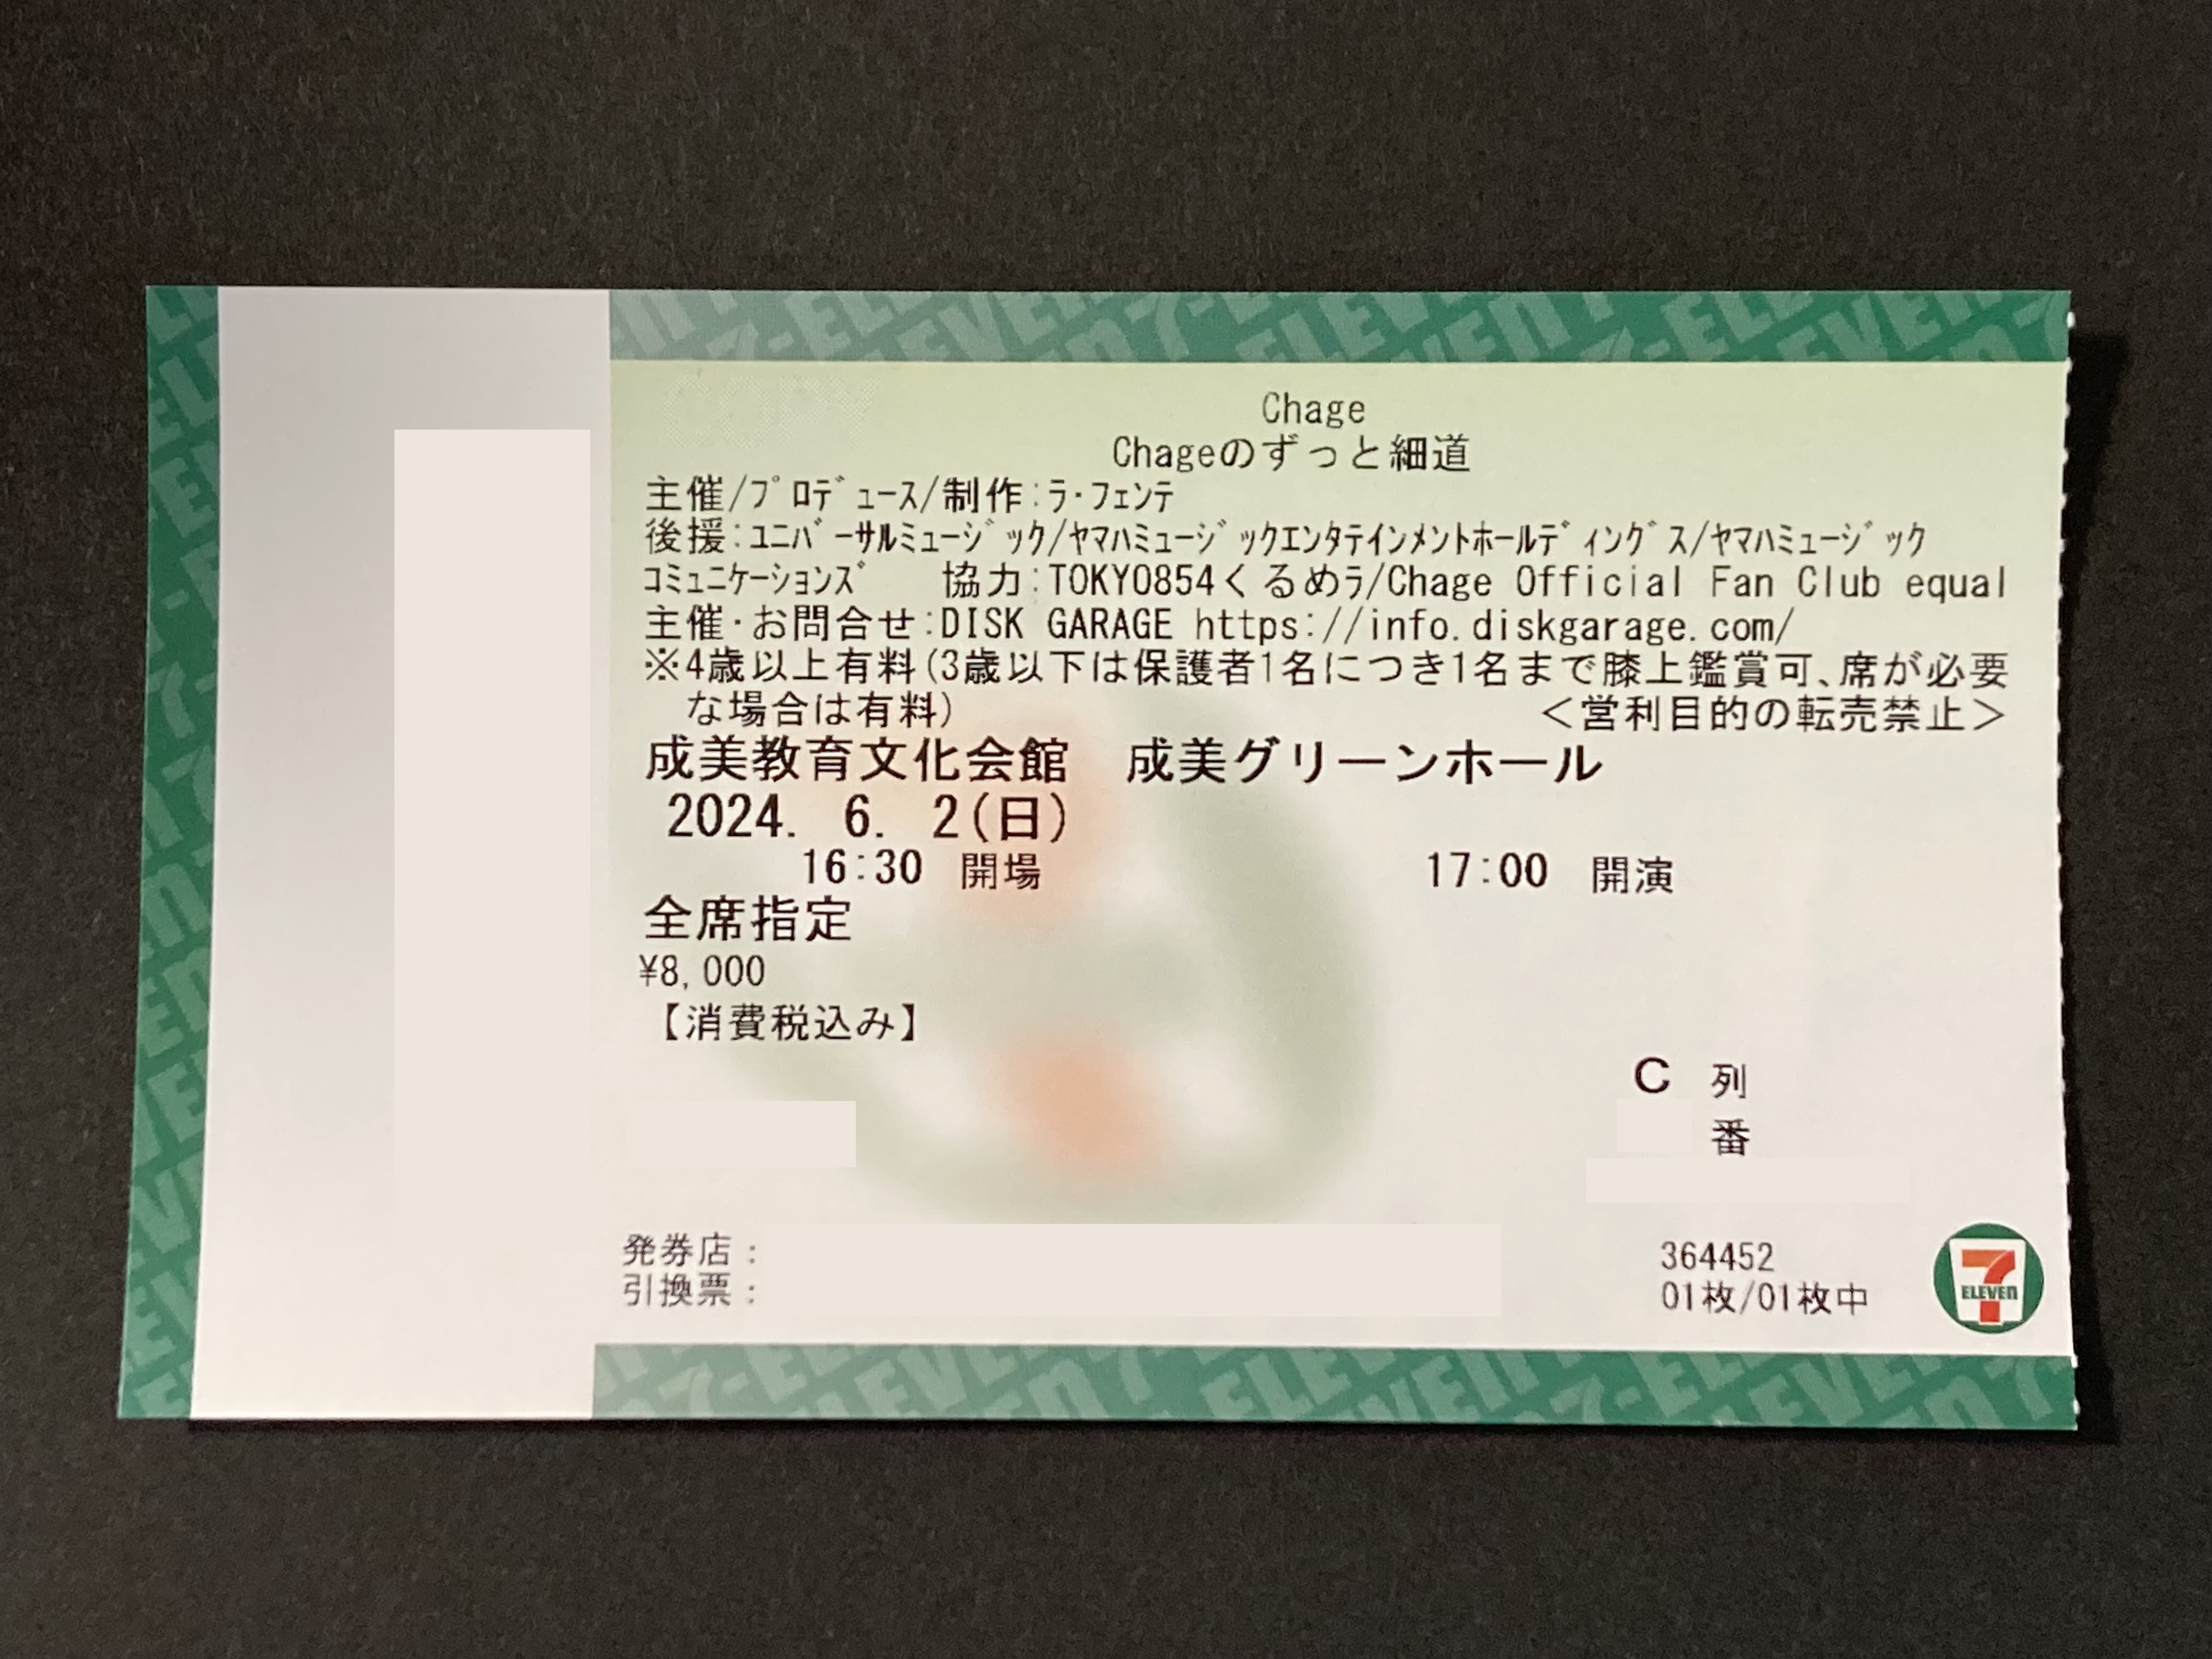 Chage
Chageのずっと細道
主催/ﾌﾟﾛﾃﾞｭｰｽ/制作:ﾗ･ﾌｪﾝﾃ
後援:ﾕﾆﾊﾞｰｻﾙﾐｭｰｼﾞｯｸ/ﾔﾏﾊﾐｭｰｼﾞｯｸｴﾝﾀﾃｲﾝﾒﾝﾄﾎｰﾙﾃﾞｨﾝｸﾞｽ/ﾔﾏﾊﾐｭｰｼﾞｯｸ
ｺﾐｭﾆｹｰｼｮﾝｽﾞ　協力:TOKYO854くるめﾗ/Chage Official Fan Club equal
主催･お問合せ:DISK GARAGE https://info.diskgarage.com/
※4歳以上有料(3歳以下は保護者1名につき1名まで膝上鑑賞可､席が必要
な場合は有料)　＜営利目的の転売禁止＞
成美教育文化会館　成美グリーンホール
2024. 6. 2(日)
16:30 開場　17:00 開演
全席指定
¥8,000
【消費税込み】
C 列
番
発券店：
引換票：
364452
01枚/01枚中
7
ELEVEN